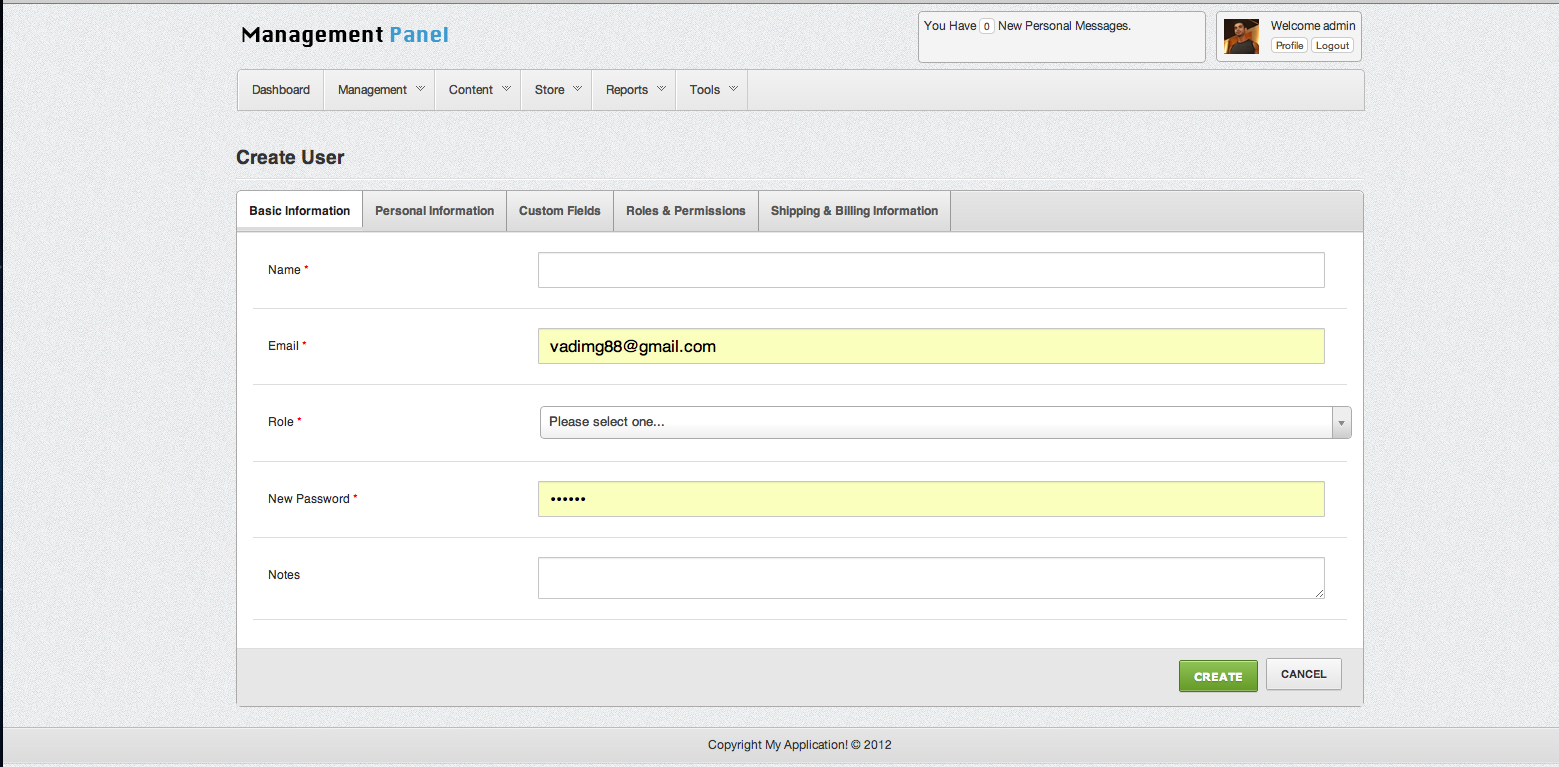 Management Panel
You Have 0 New Personal Messages.
Welcome admin
Profile Logout
Dashboard Management Content Store Reports Tools
Create User
Basic Information Personal Information Custom Fields Roles & Permissions Shipping & Billing Information
Name *
Email * vadimg88@gmail.com
Role * Please select one...
New Password * ••••••
Notes
CREATE CANCEL
Copyright My Application! © 2012